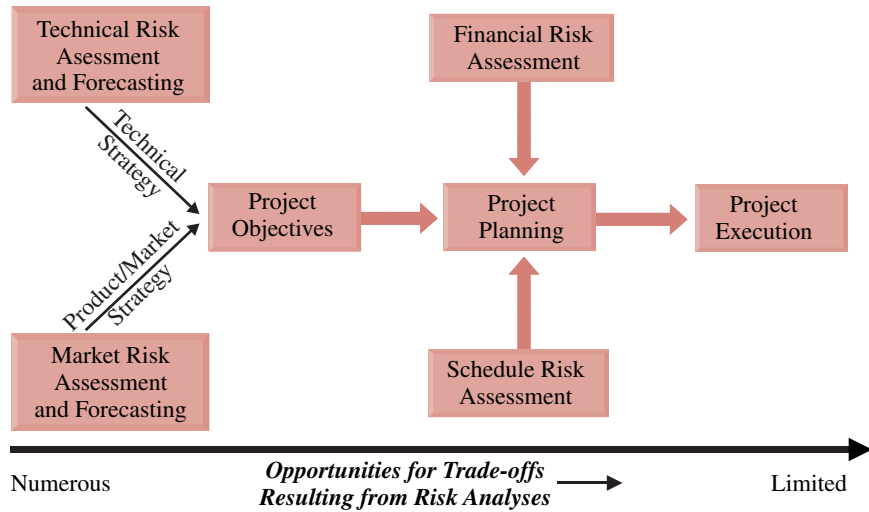 Technical Risk
Asessment
and Forecasting
Financial Risk
Assessment
Technical
Strategy
Project
Objectives
Project
Planning
Project
Execution
Product/Market
Strategy
Market Risk
Assessment
and Forecasting
Schedule Risk
Assessment
Numerous
Opportunities for Trade-offs
Resulting from Risk Analyses
Limited